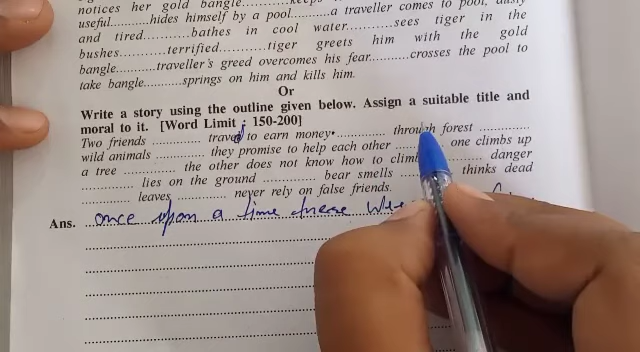 notices her gold bangle............
useful............hides himself by a pool............a traveller comes to pool, dusty
and tired............bathes in cool water............sees tiger in the
bushes............terrified............tiger greets him with the gold
bangle............traveller's greed overcomes his fear............crosses the pool to
take bangle............springs on him and kills him.
Or
Write a story using the outline given below. Assign a suitable title and
moral to it. [Word Limit : 150-200]
Two friends ............ travel to earn money. ............ through forest ............
wild animals ............ they promise to help each other ............ one climbs up
a tree ............ the other does not know how to climb ............ danger
............ lies on the ground ............ bear smells ............ thinks dead
............ leaves ............ never rely on false friends.
Ans. once upon a time there